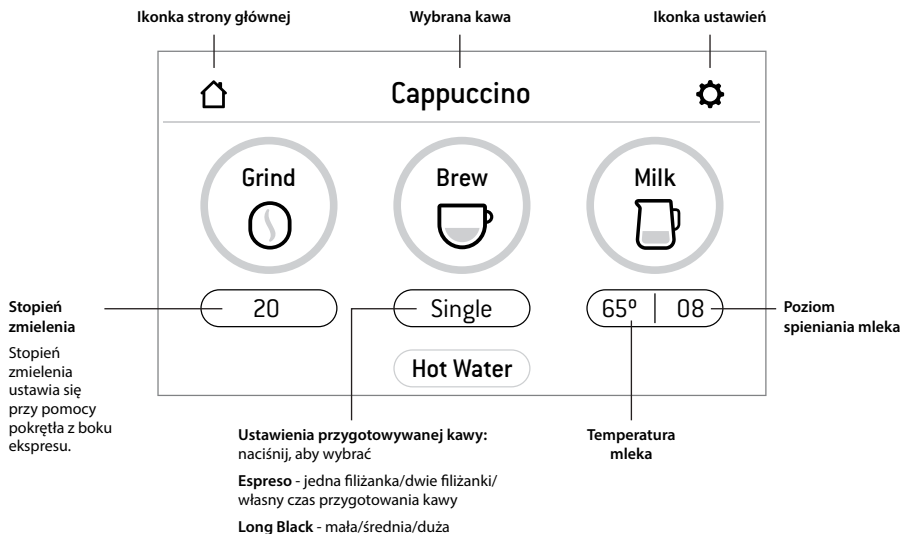 Ikonka strony głównej
Wybrana kawa
Ikonka ustawień
Cappuccino
Grind
Brew
Milk
20
Single
65º | 08
Hot Water
Stopień
zmielenia
Stopień
zmielenia
ustawia się
przy pomocy
pokrętła z boku
ekspresu.
Poziom
spieniania mleka
Ustawienia przygotowywanej kawy:
naciśnij, aby wybrać
Espreso - jedna filiżanka/dwie filiżanki/
własny czas przygotowania kawy
Long Black - mała/średnia/duża
Temperatura
mleka